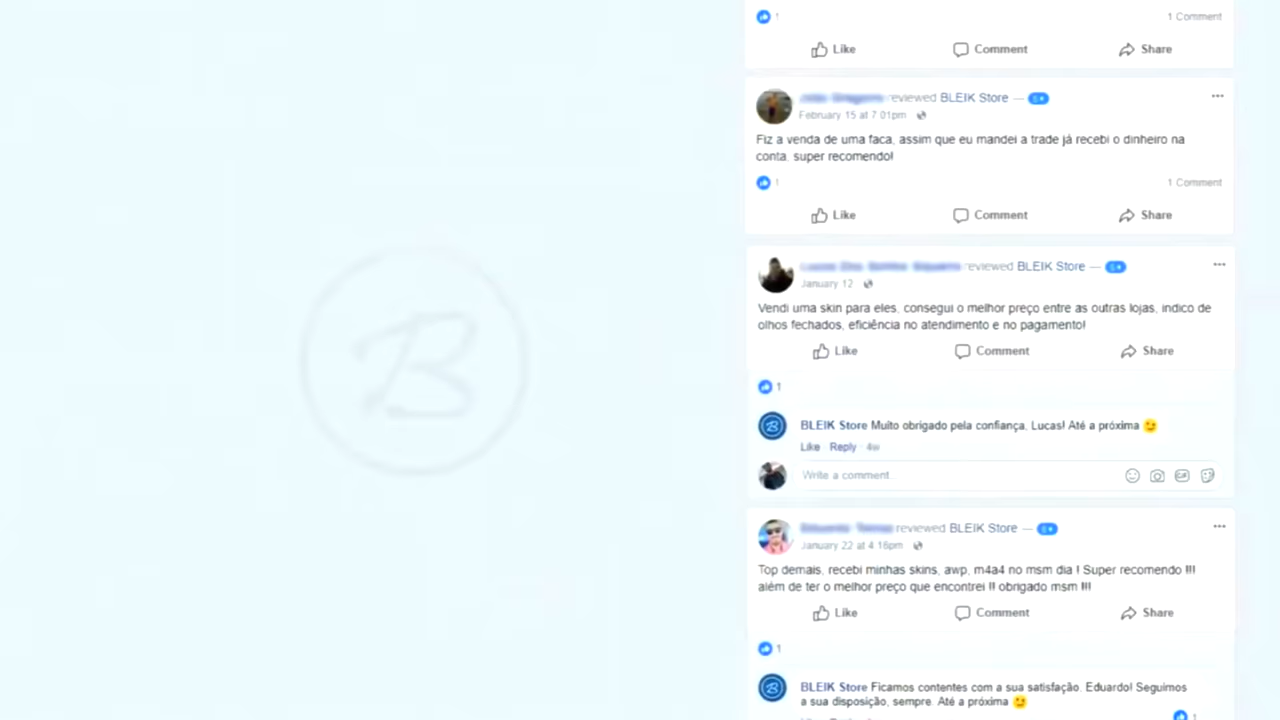 1
1 Comment
Like
Comment
Share
reviewed BLEIK Store — 5
February 15 at 7:01pm
Fiz a venda de uma faca, assim que eu mandei a trade já recebi o dinheiro na
conta. super recomendo!
1
1 Comment
Like
Comment
Share
reviewed BLEIK Store — 5
January 12
Vendi uma skin para eles, consegui o melhor preço entre as outras lojas, indico de
olhos fechados, eficiência no atendimento e no pagamento!
Like
Comment
Share
1
BLEIK Store Muito obrigado pela confiança, Lucas! Até a próxima 😉
Like Reply 4w
Write a comment
B
reviewed BLEIK Store — 5
January 22 at 4:16pm
Top demais, recebi minhas skins, awp, m4a4 no msm dia ! Super recomendo !!!
além de ter o melhor preço que encontrei !! obrigado msm !!!
Like
Comment
Share
1
BLEIK Store Ficamos contentes com a sua satisfação, Eduardo! Seguimos
a sua disposição, sempre. Até a próxima 😉
1